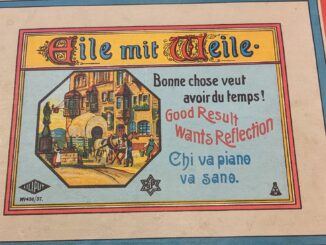 Eile mit Weile.
Bonne chose veut
avoir du temps!
Good Result
Wants Reflection
Chi va piano
va sano.